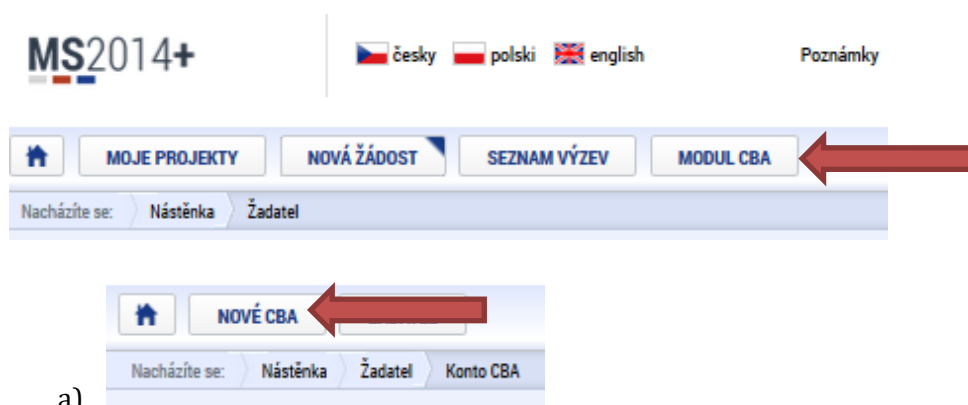 MS2014+
česky polski english Poznámky
MOJE PROJEKTY NOVÁ ŽÁDOST SEZNAM VÝZEV MODUL CBA
Nacházíte se: Nástěnka Žadatel
NOVÉ CBA
Nacházíte se: Nástěnka Žadatel Konto CBA
a)